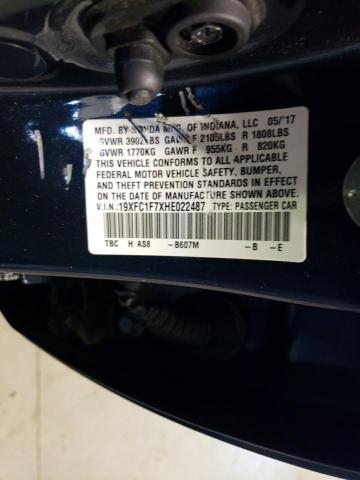 MFD. BY HONDA MFG. OF INDIANA, LLC 05/17
GVWR 3902LBS GAWR F 2105LBS R 1808LBS
GVWR 1770KG GAWR F 955KG R 820KG
THIS VEHICLE CONFORMS TO ALL APPLICABLE
FEDERAL MOTOR VEHICLE SAFETY, BUMPER,
AND THEFT PREVENTION STANDARDS IN EFFECT
ON THE DATE OF MANUFACTURE SHOWN ABOVE.
V.I.N.: 19XFC1F7XHE022487 TYPE: PASSENGER CAR
TBC H AS8 -B607M -B -E